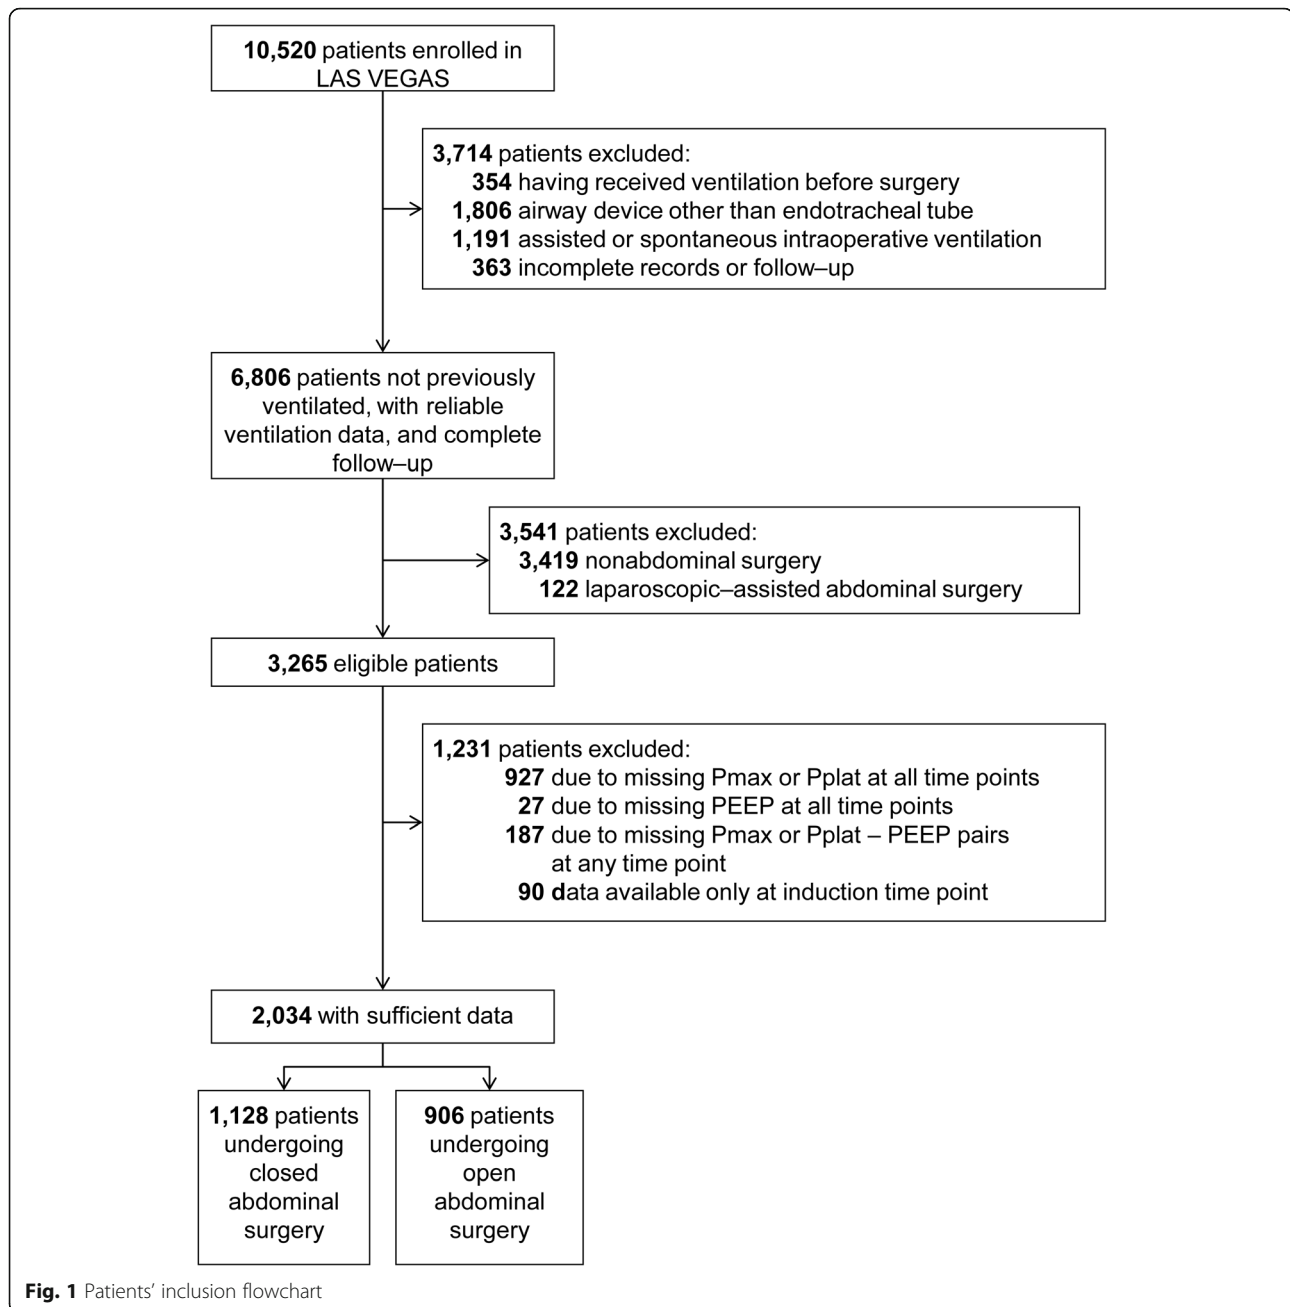 10,520 patients enrolled in
LAS VEGAS
3,714 patients excluded:
354 having received ventilation before surgery
1,806 airway device other than endotracheal tube
1,191 assisted or spontaneous intraoperative ventilation
363 incomplete records or follow–up
6,806 patients not previously
ventilated, with reliable
ventilation data, and complete
follow–up
3,541 patients excluded:
3,419 nonabdominal surgery
122 laparoscopic–assisted abdominal surgery
3,265 eligible patients
1,231 patients excluded:
927 due to missing Pmax or Pplat at all time points
27 due to missing PEEP at all time points
187 due to missing Pmax or Pplat – PEEP pairs
at any time point
90 data available only at induction time point
2,034 with sufficient data
1,128 patients
undergoing
closed
abdominal
surgery
906 patients
undergoing
open
abdominal
surgery
Fig. 1 Patients' inclusion flowchart